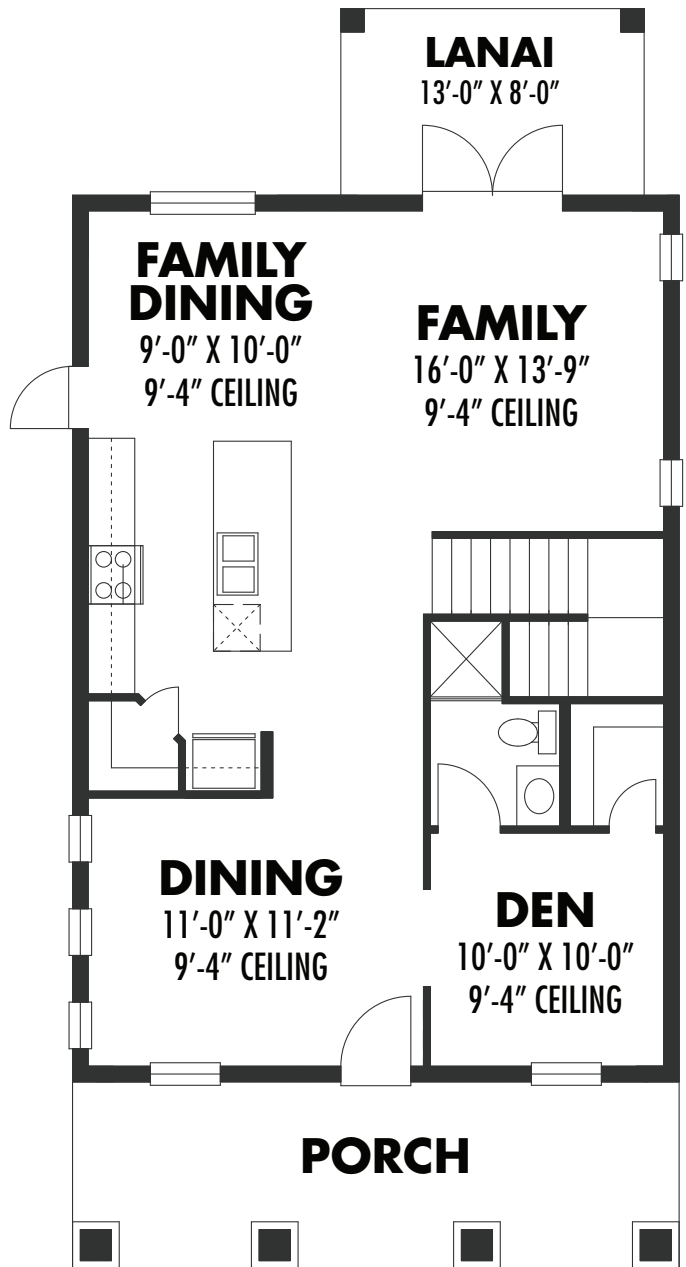 LANAI
13’-0” X 8’-0”
FAMILY
DINING
9’-0” X 10’-0”
9’-4” CEILING
FAMILY
16’-0” X 13’-9”
9’-4” CEILING
DINING
11’-0” X 11’-2”
9’-4” CEILING
DEN
10’-0” X 10’-0”
9’-4” CEILING
PORCH